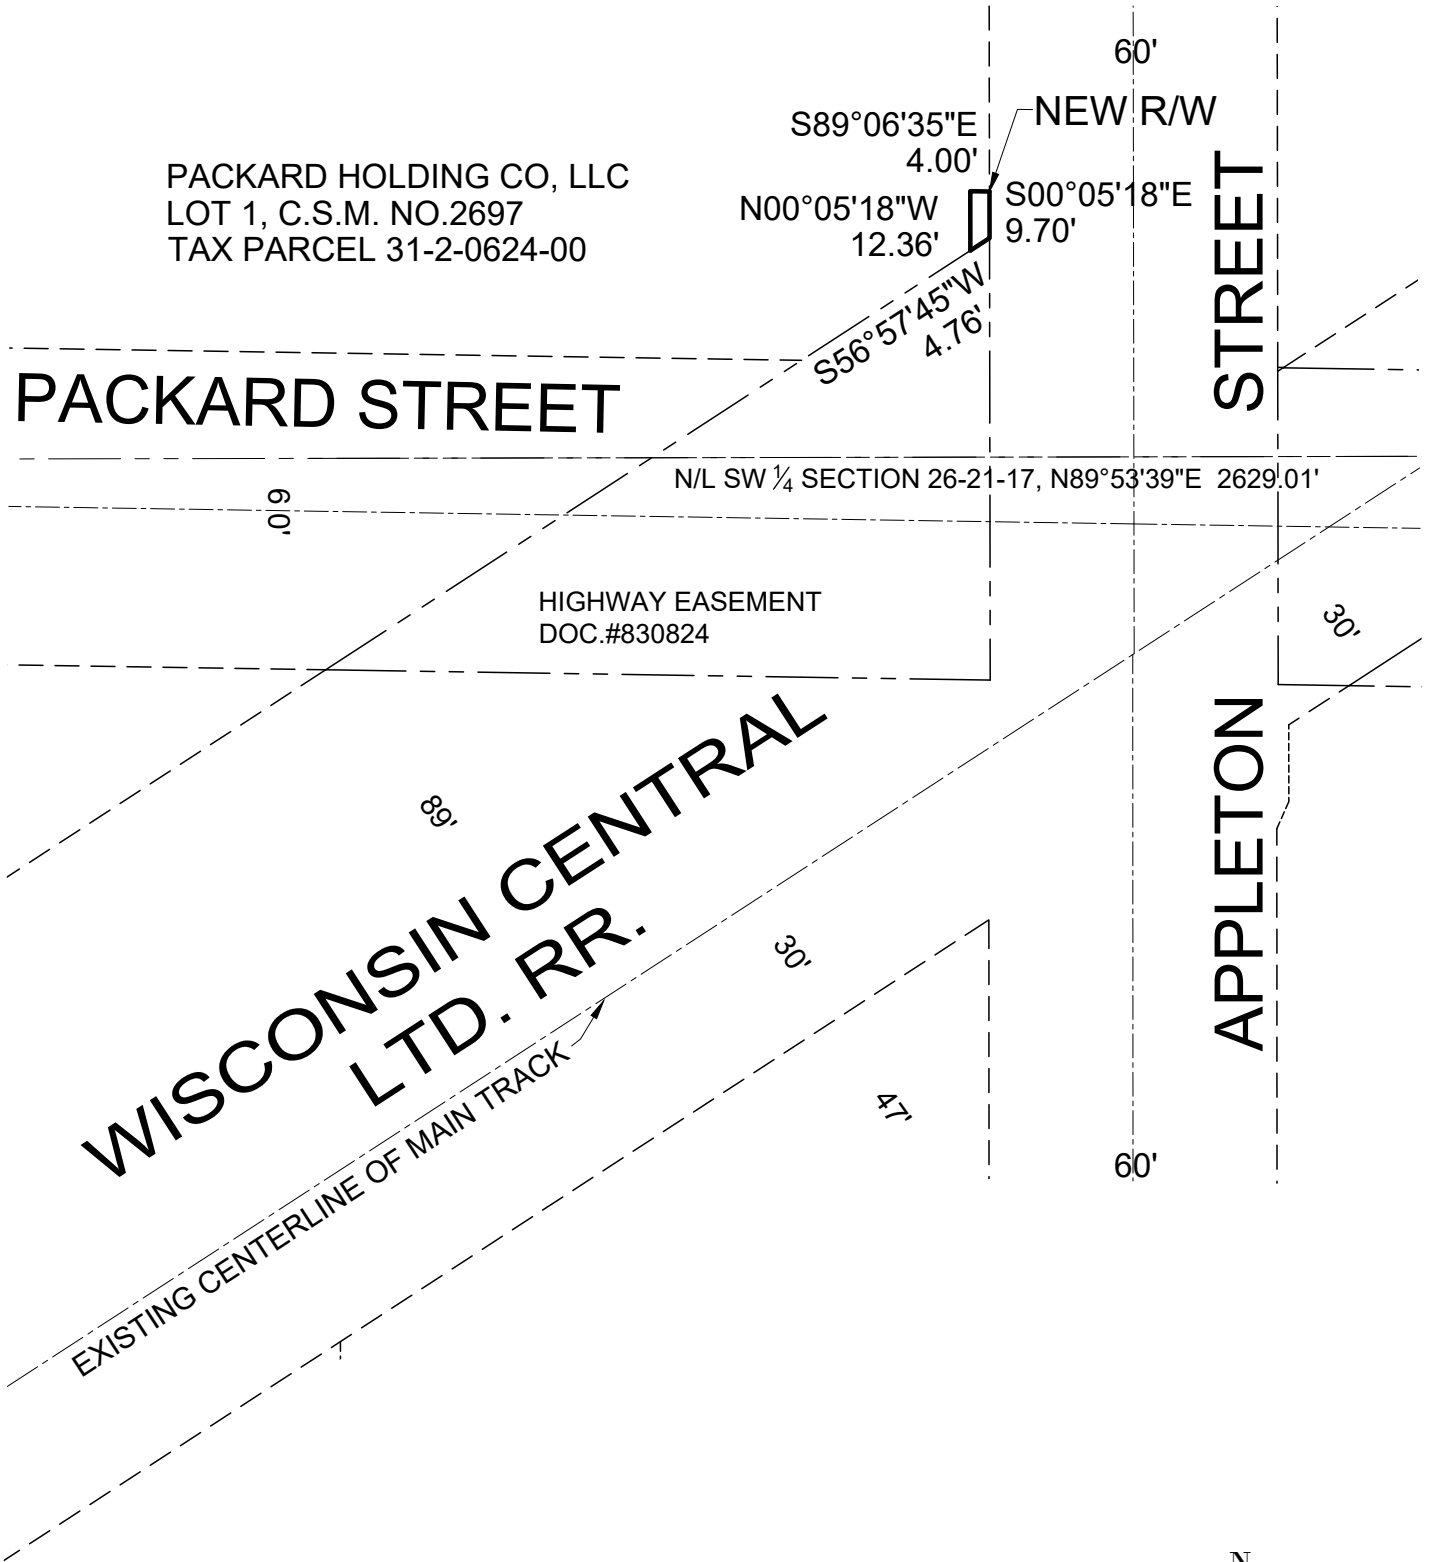 60'
NEW R/W
S89°06'35"E
4.00'
PACKARD HOLDING CO, LLC
LOT 1, C.S.M. NO.2697
TAX PARCEL 31-2-0624-00
N00°05'18"W
12.36'
S00°05'18"E
9.70'
S56°57'45"W
4.76'
STREET
PACKARD STREET
N/L SW ¼ SECTION 26-21-17, N89°53'39"E 2629.01'
60'
HIGHWAY EASEMENT
DOC.#830824
30'
APPLETON
89'
WISCONSIN CENTRAL
LTD. RR.
30'
EXISTING CENTERLINE OF MAIN TRACK
47'
60'
N